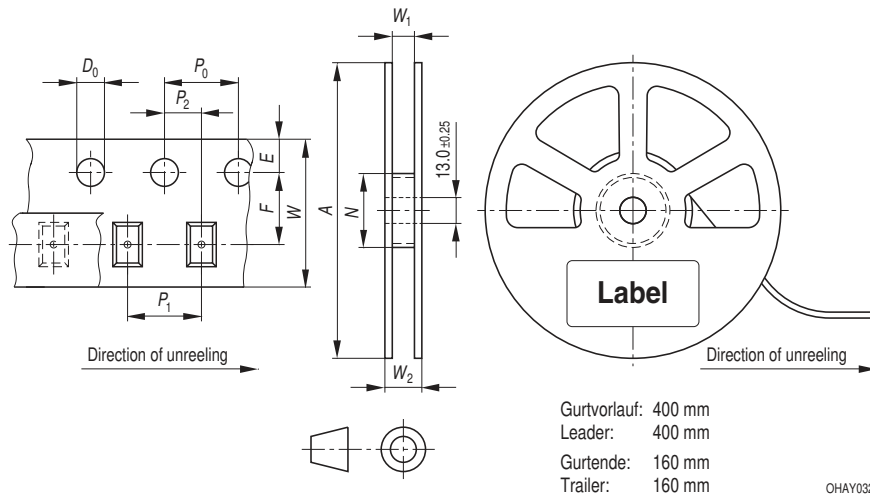 W₁
D₀
P₀
P₂
E
F
W
A
N
13.0 ±0.25
P₁
Label
Direction of unreeling
W₂
Direction of unreeling
Gurtvorlauf: 400 mm
Leader: 400 mm
Gurtende: 160 mm
Trailer: 160 mm